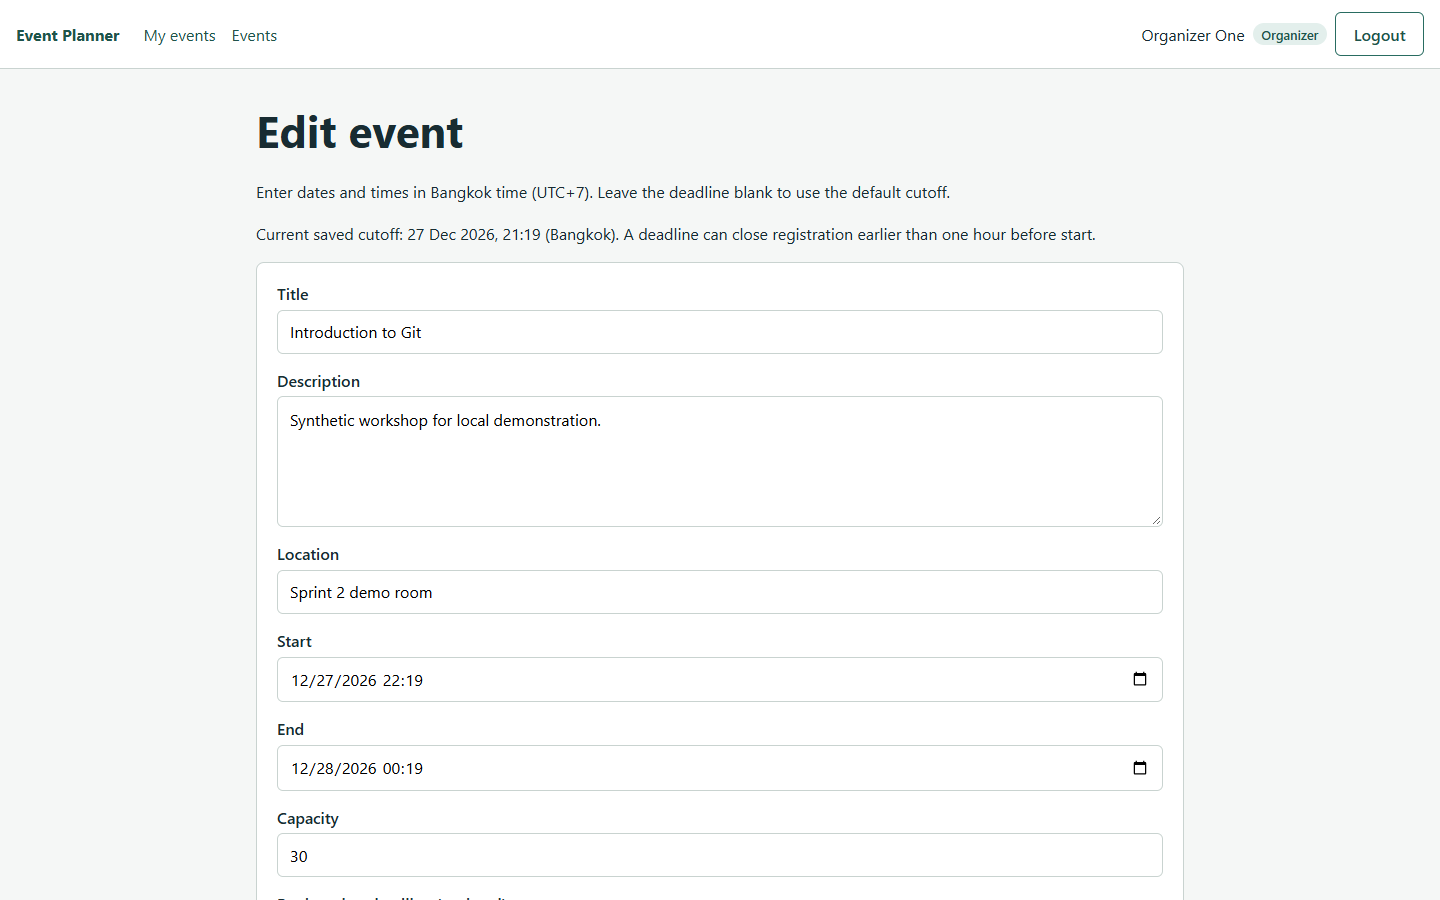 Event Planner My events Events Organizer One Organizer Logout
Edit event
Enter dates and times in Bangkok time (UTC+7). Leave the deadline blank to use the default cutoff.
Current saved cutoff: 27 Dec 2026, 21:19 (Bangkok). A deadline can close registration earlier than one hour before start.
Title
Introduction to Git
Description
Synthetic workshop for local demonstration.
Location
Sprint 2 demo room
Start
12/27/2026 22:19
End
12/28/2026 00:19
Capacity
30